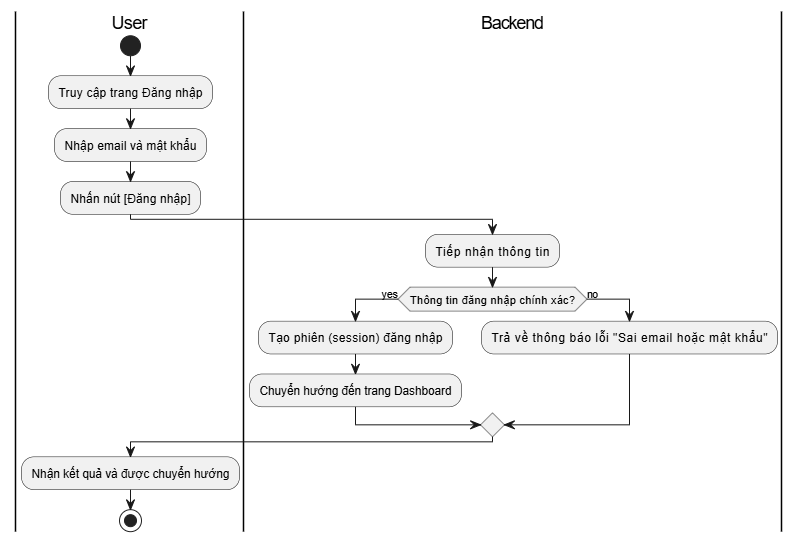 User
Backend
Truy cập trang Đăng nhập
Nhập email và mật khẩu
Nhấn nút [Đăng nhập]
Tiếp nhận thông tin
yes
Thông tin đăng nhập chính xác?
no
Tạo phiên (session) đăng nhập
Trả về thông báo lỗi "Sai email hoặc mật khẩu"
Chuyển hướng đến trang Dashboard
Nhận kết quả và được chuyển hướng